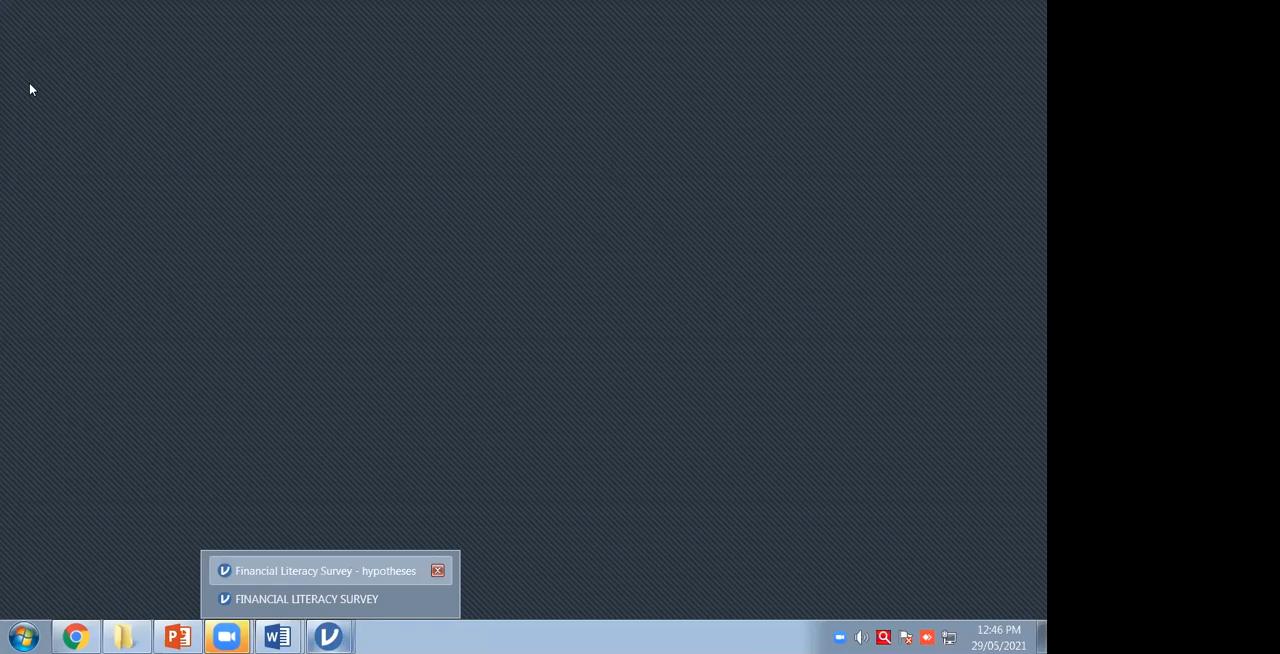 Financial Literacy Survey - hypotheses
FINANCIAL LITERACY SURVEY
12:46 PM
29/05/2021